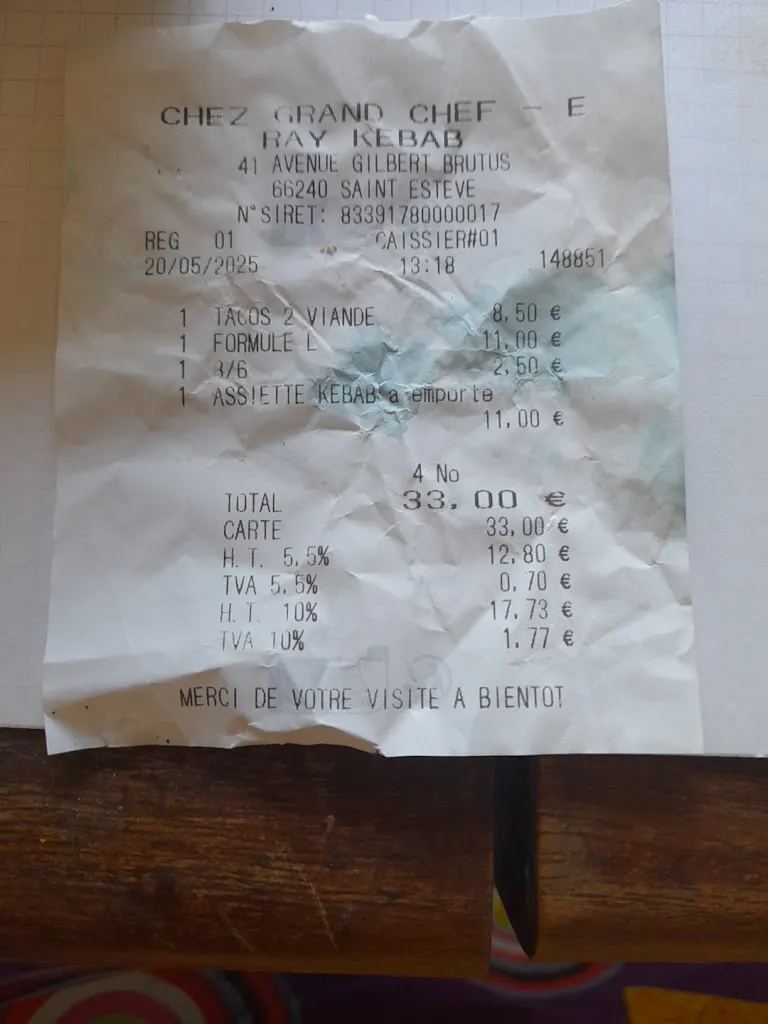 CHEZ GRAND CHEF - E
RAY KEBAB
41 AVENUE GILBERT BRUTUS
66240 SAINT ESTEVE
N°SIRET: 83391780000017
REG 01 CAISSIER#01
20/05/2025 13:18 148851
1 TACOS 2 VIANDE 8,50 €
1 FORMULE L 11,00 €
1 3/6 2,50 €
1 ASSIETTE KEBAB a emporte
11,00 €
4 No
TOTAL 33,00 €
CARTE 33,00 €
H.T. 5,5% 12,80 €
TVA 5,5% 0,70 €
H.T. 10% 17,73 €
TVA 10% 1,77 €
MERCI DE VOTRE VISITE A BIENTOT